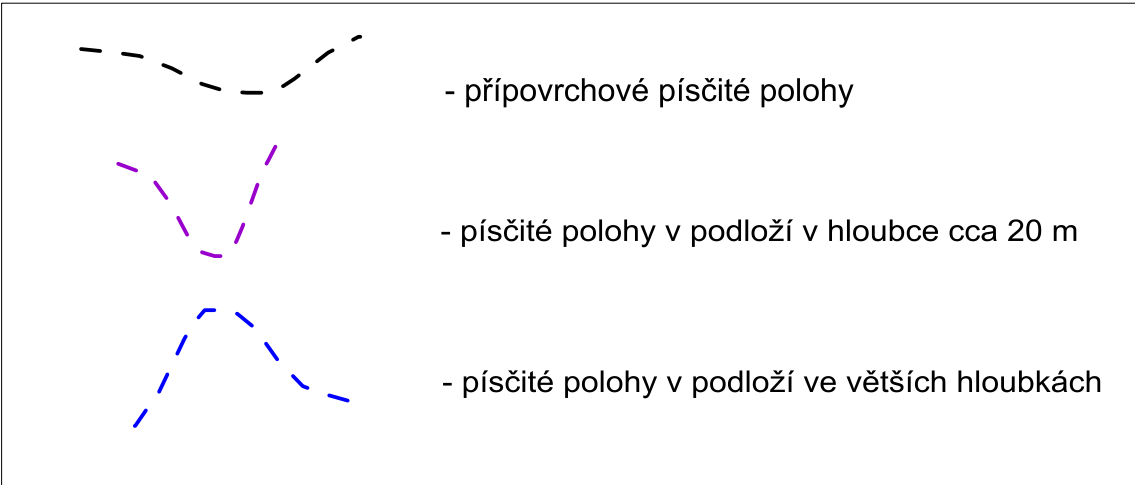 - přípovrchové písčité polohy
- písčité polohy v podloží v hloubce cca 20 m
- písčité polohy v podloží ve větších hloubkách